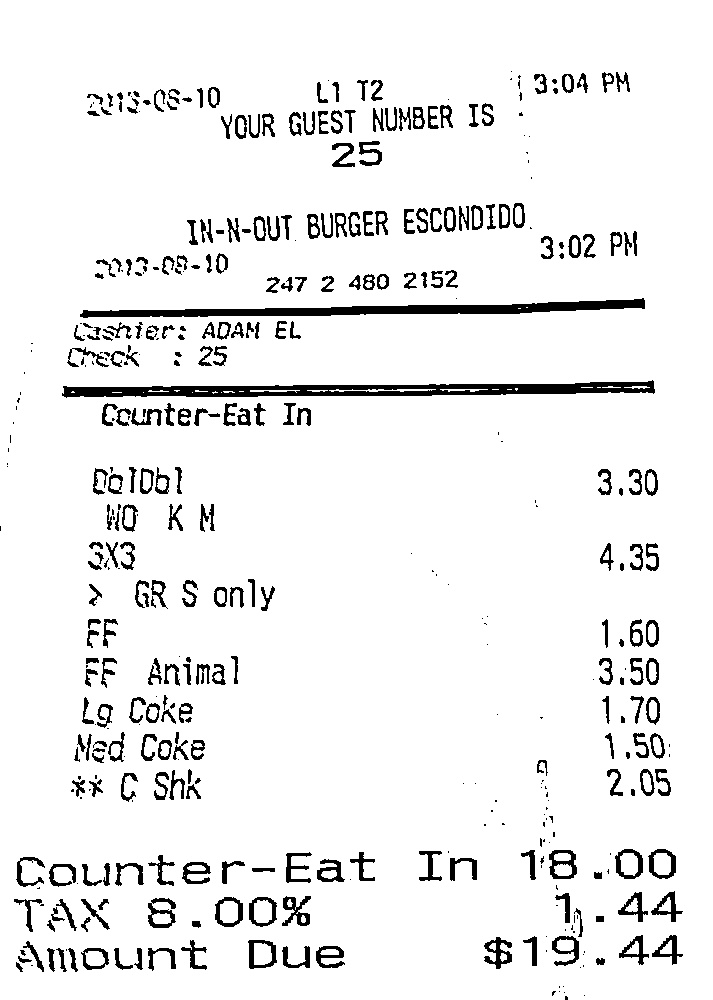 2013-08-10 L1 T2 3:04 PM
YOUR GUEST NUMBER IS
25
IN-N-OUT BURGER ESCONDIDO
2013-08-10 3:02 PM
247 2 480 2152
Cashier: ADAM EL
Check : 25
Counter-Eat In
DblDbl 3.30
WO K M
3X3 4.35
> GR S only
FF 1.60
FF Animal 3.50
Lg Coke 1.70
Med Coke 1.50
** C Shk 2.05
Counter-Eat In 18.00
TAX 8.00% 1.44
Amount Due $19.44